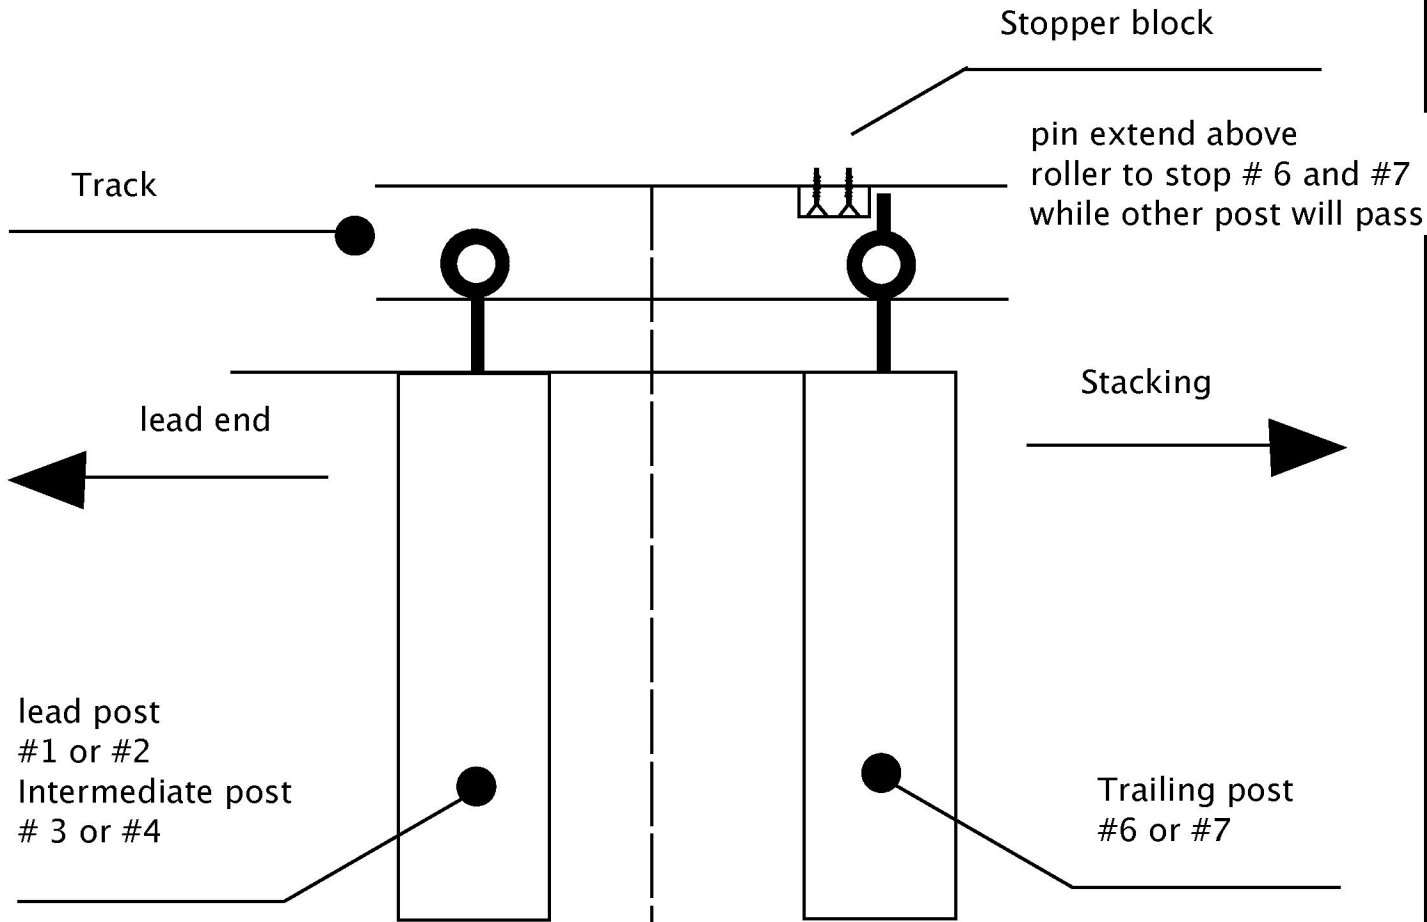 Stopper block
pin extend above
roller to stop # 6 and #7
while other post will pass
Track
Stacking
lead end
lead post
#1 or #2
Intermediate post
# 3 or #4
Trailing post
#6 or #7